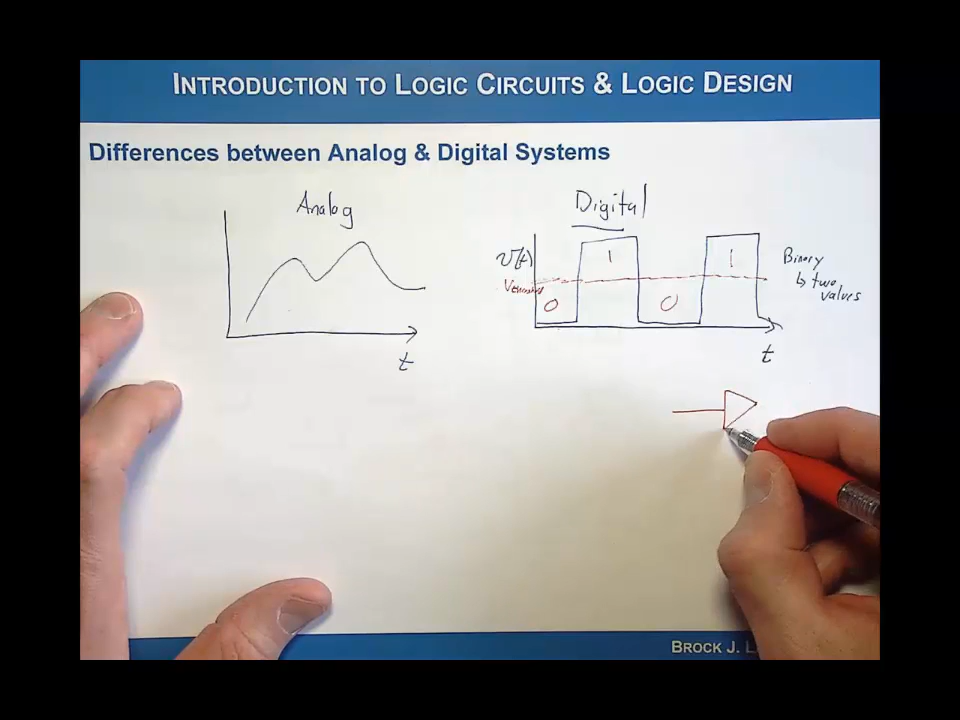 INTRODUCTION TO LOGIC CIRCUITS & LOGIC DESIGN
Differences between Analog & Digital Systems
Analog
t
Digital
v(t)
0
1
0
1
t
Binary
↳ two
values
BROCK J.